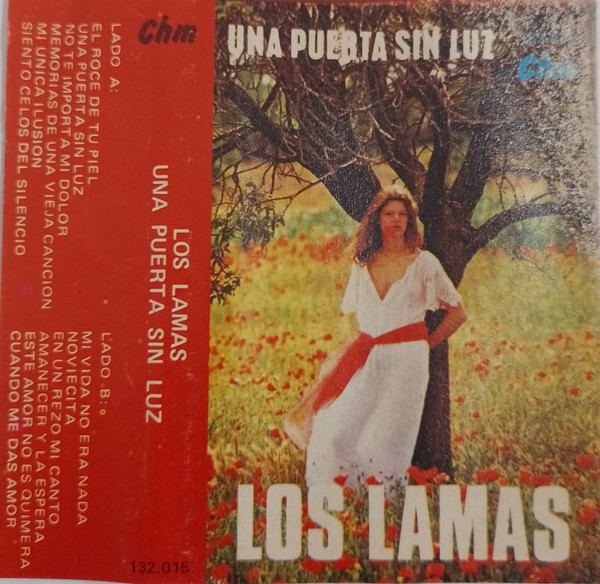 LADO A:
EL ROCE DE TU PIEL
UNA PUERTA SIN LUZ
NO TE IMPORTA MI DOLOR
MEMORIAS DE UNA VIEJA CANCION
MI UNICA ILUSION
SIENTO CELOS DEL SILENCIO
LADO B:
MI VIDA NO ERA NADA
NOVIECITA
EN UN REZO MI CANTO
AMANECER Y LA ESPERA
ESTE AMOR NO ES QUIMERA
CUANDO ME DAS AMOR
Chm
LOS LAMAS
UNA PUERTA SIN LUZ
132.015
UNA PUERTA SIN LUZ
Chm
LOS LAMAS